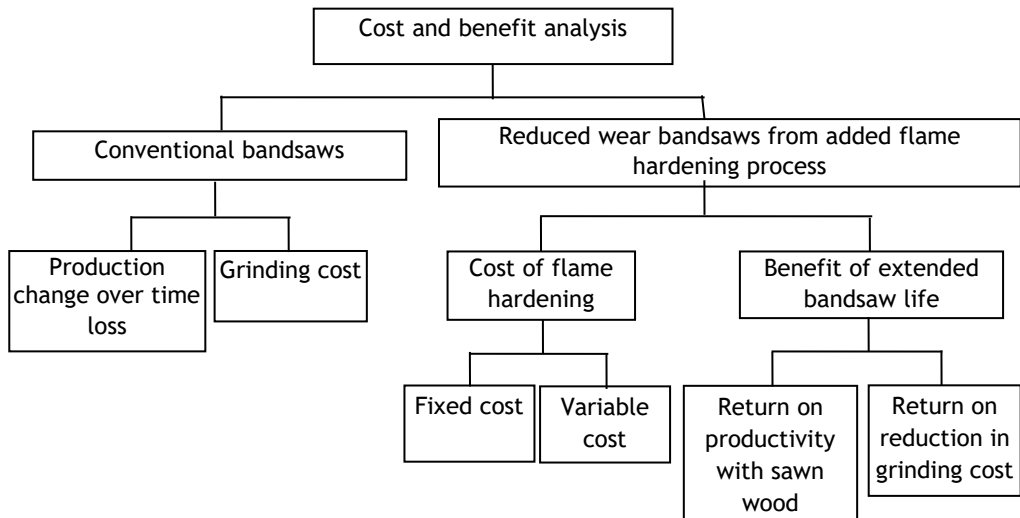 Cost and benefit analysis
Conventional bandsaws
Reduced wear bandsaws from added flame
hardening process
Production
change over time
loss
Grinding cost
Cost of flame
hardening
Benefit of extended
bandsaw life
Fixed cost
Variable
cost
Return on
productivity
with sawn
wood
Return on
reduction in
grinding cost